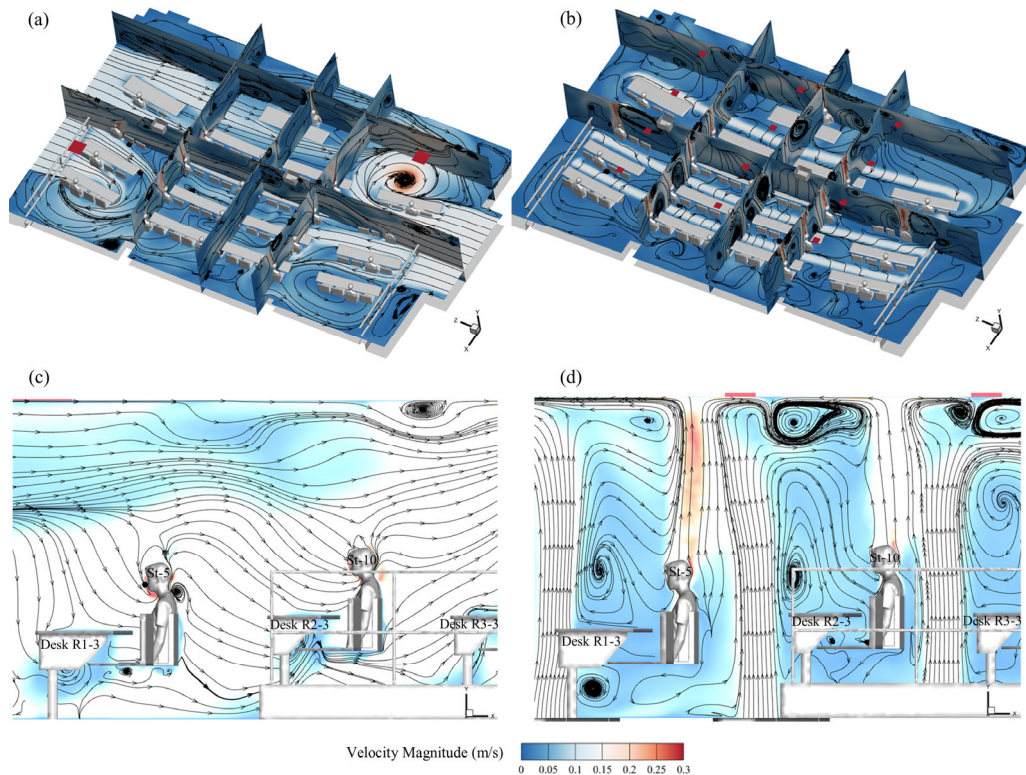 (a)
(b)
Z
Y
X
Z
Y
X
(c)
(d)
St-5
St-10
Desk R1-3
Desk R2-3
Desk R3-3
Y
X
St-5
St-10
Desk R1-3
Desk R2-3
Desk R3-3
Y
X
Velocity Magnitude (m/s)
0 0.05 0.1 0.15 0.2 0.25 0.3